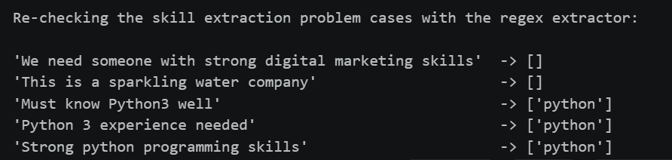 Re-checking the skill extraction problem cases with the regex extractor:
'We need someone with strong digital marketing skills'  -> []
'This is a sparkling water company'                     -> []
'Must know Python3 well'                                -> ['python']
'Python 3 experience needed'                            -> ['python']
'Strong python programming skills'                      -> ['python']